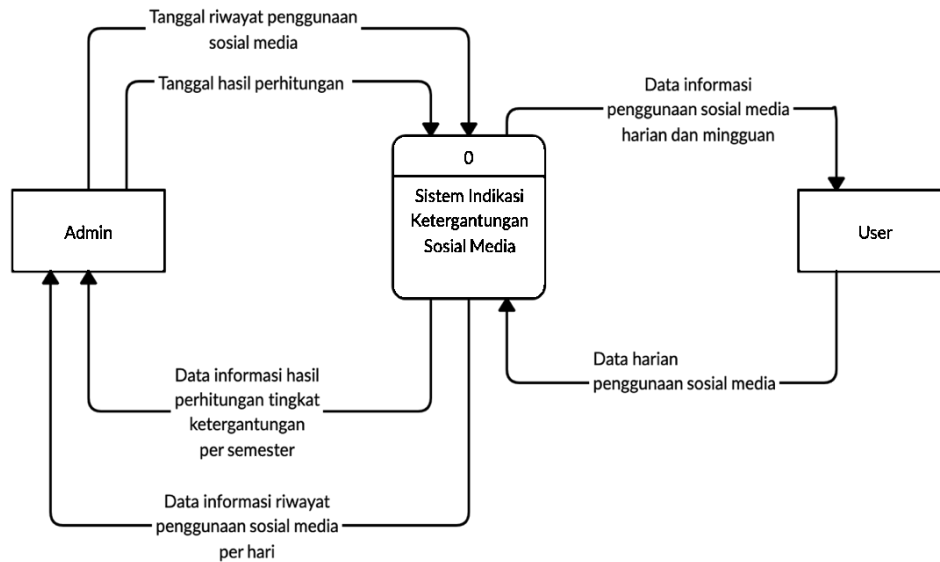 Tanggal riwayat penggunaan
sosial media
Tanggal hasil perhitungan
Data informasi
penggunaan sosial media
harian dan mingguan
0
Sistem Indikasi
Ketergantungan
Sosial Media
Admin
User
Data harian
penggunaan sosial media
Data informasi hasil
perhitungan tingkat
ketergantungan
per semester
Data informasi riwayat
penggunaan sosial media
per hari